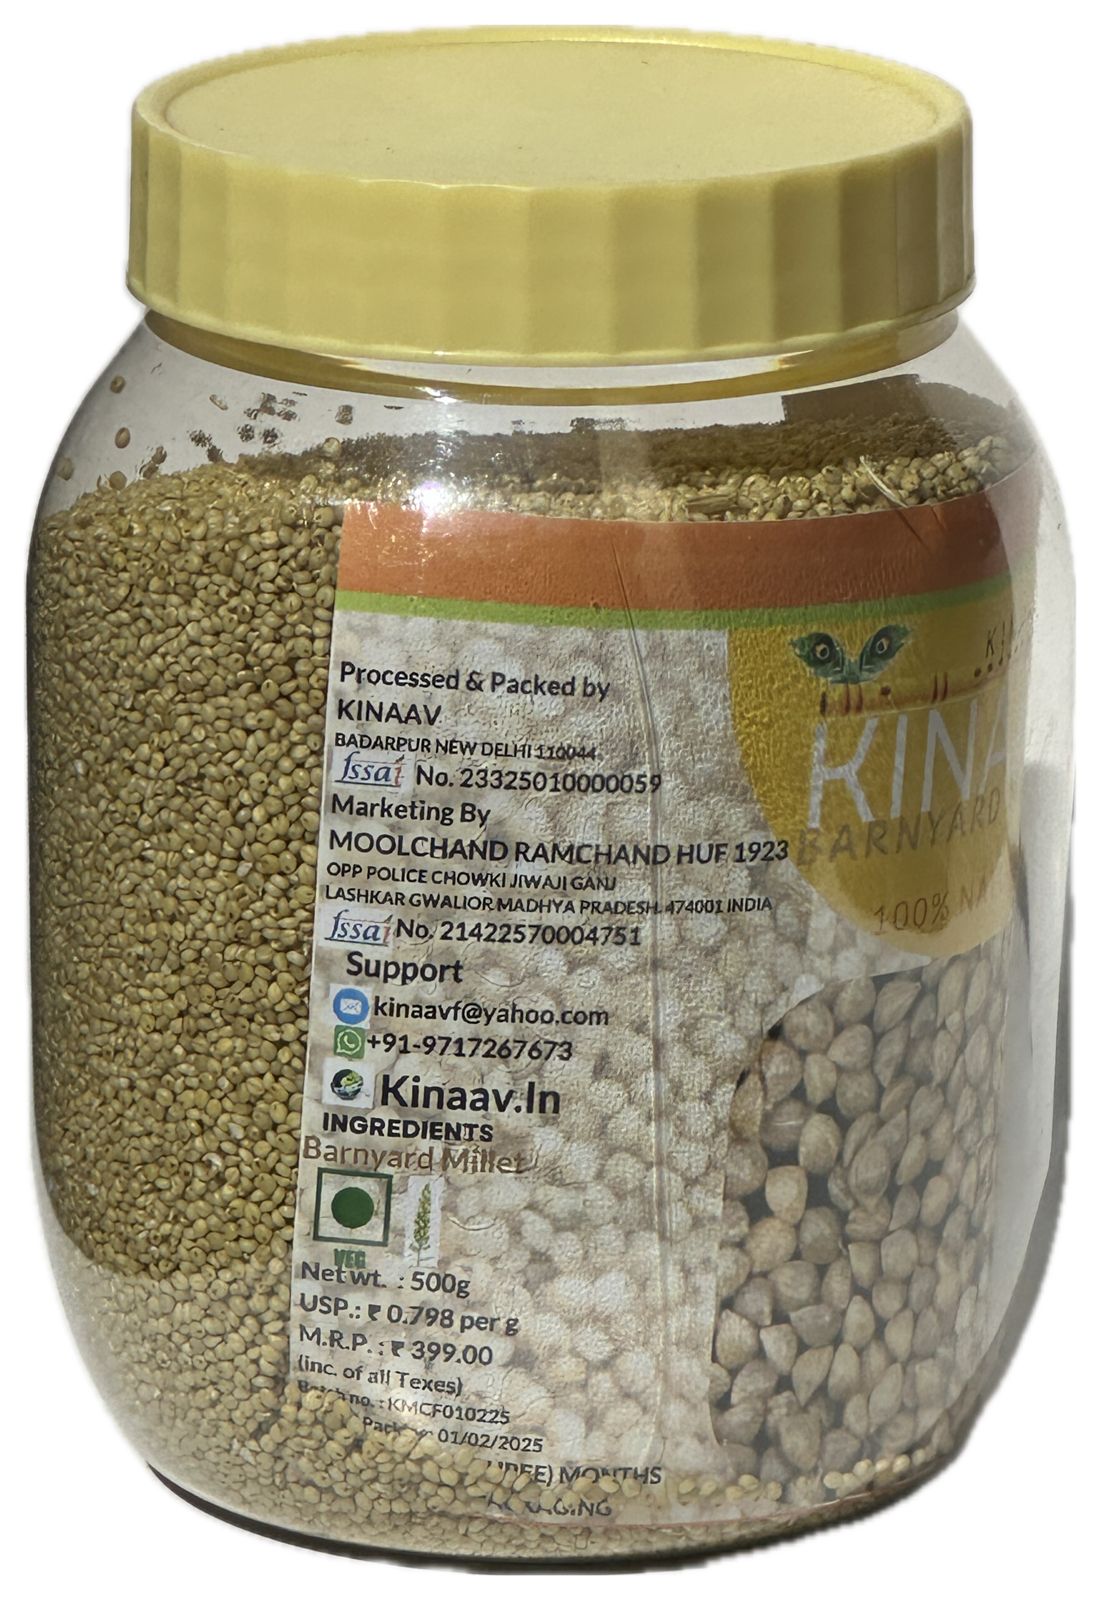 Processed & Packed by
KINAAV
BADARPUR NEW DELHI 110044
fssai No. 23325010000059
Marketing By
MOOLCHAND RAMCHAND HUF 1923
OPP POLICE CHOWKI JIWAJI GANJ
LASHKAR GWALIOR MADHYA PRADESH. 474001 INDIA
fssai No. 21422570004751
Support
kinaavf@yahoo.com
+91-9717267673
Kinaav.In
INGREDIENTS
Barnyard Millet
VEG
Net wt. : 500g
USP.: ₹ 0.798 per g
M.R.P. : ₹ 399.00
(inc. of all Texes)
Batch no. : KMCF010225
01/02/2025
MONTHS
KINA
BARNYARD
100% NA